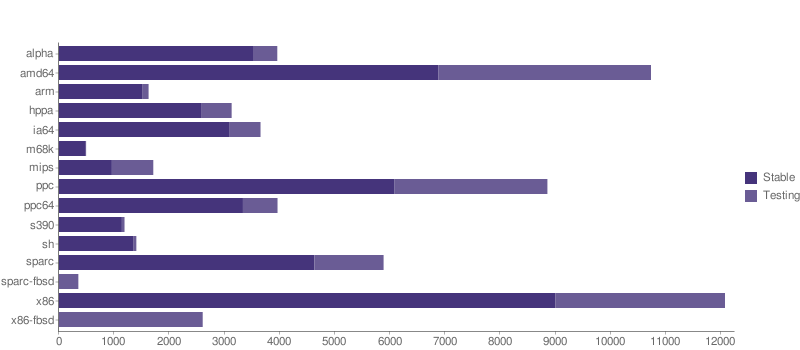 alpha
amd64
arm
hppa
ia64
m68k
mips
ppc
ppc64
s390
sh
sparc
sparc-fbsd
x86
x86-fbsd
0 1000 2000 3000 4000 5000 6000 7000 8000 9000 10000 11000 12000
Stable
Testing